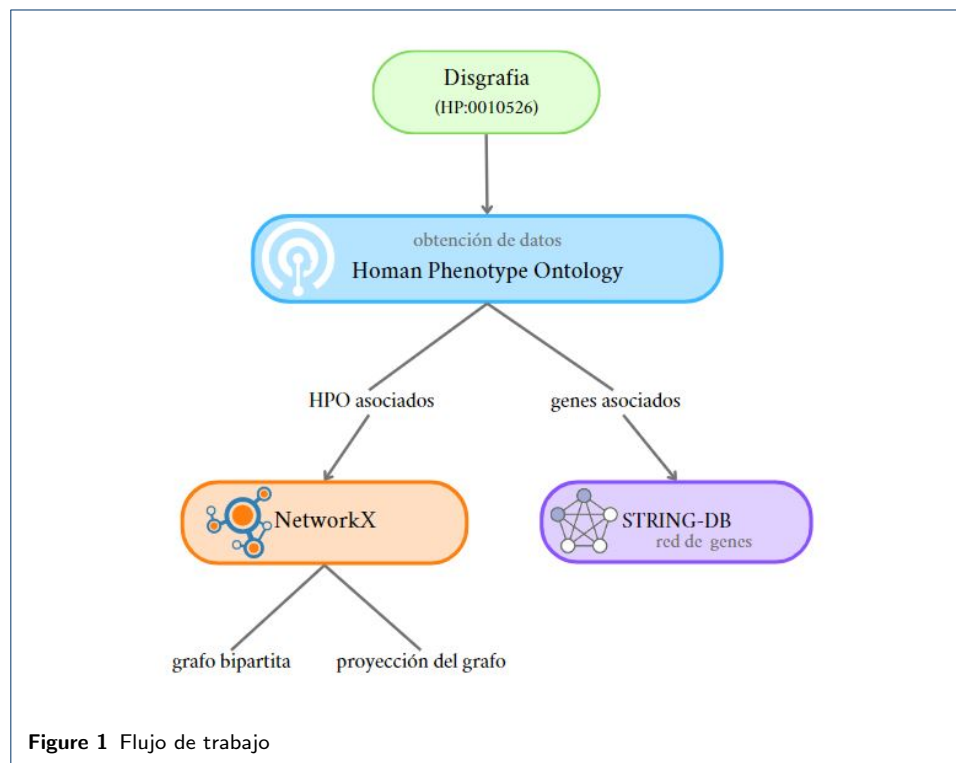 Disgrafia
(HP:0010526)
obtención de datos
Homan Phenotype Ontology
HPO asociados
genes asociados
NetworkX
STRING-DB
red de genes
grafo bipartita
proyección del grafo
Figure 1 Flujo de trabajo